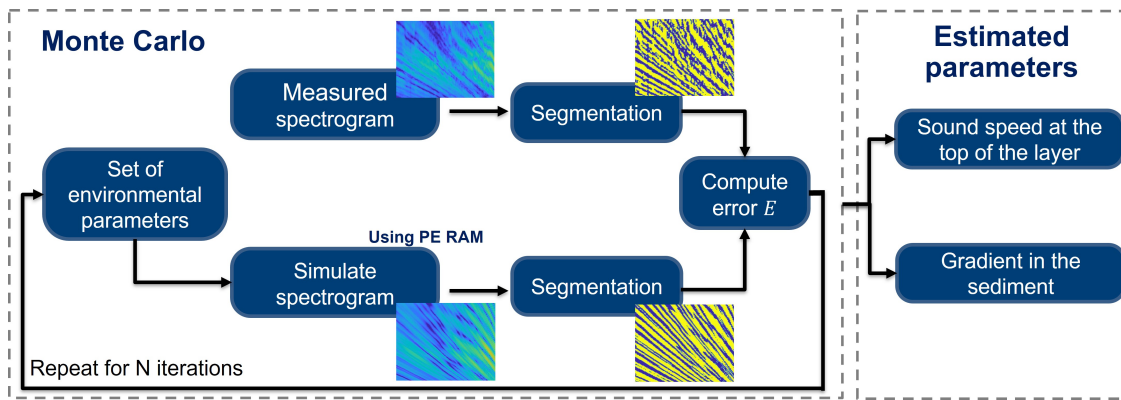 Monte Carlo
Measured
spectrogram
Segmentation
Set of
environmental
parameters
Compute
error E
Using PE RAM
Simulate
spectrogram
Segmentation
Repeat for N iterations
Estimated
parameters
Sound speed at the
top of the layer
Gradient in the
sediment